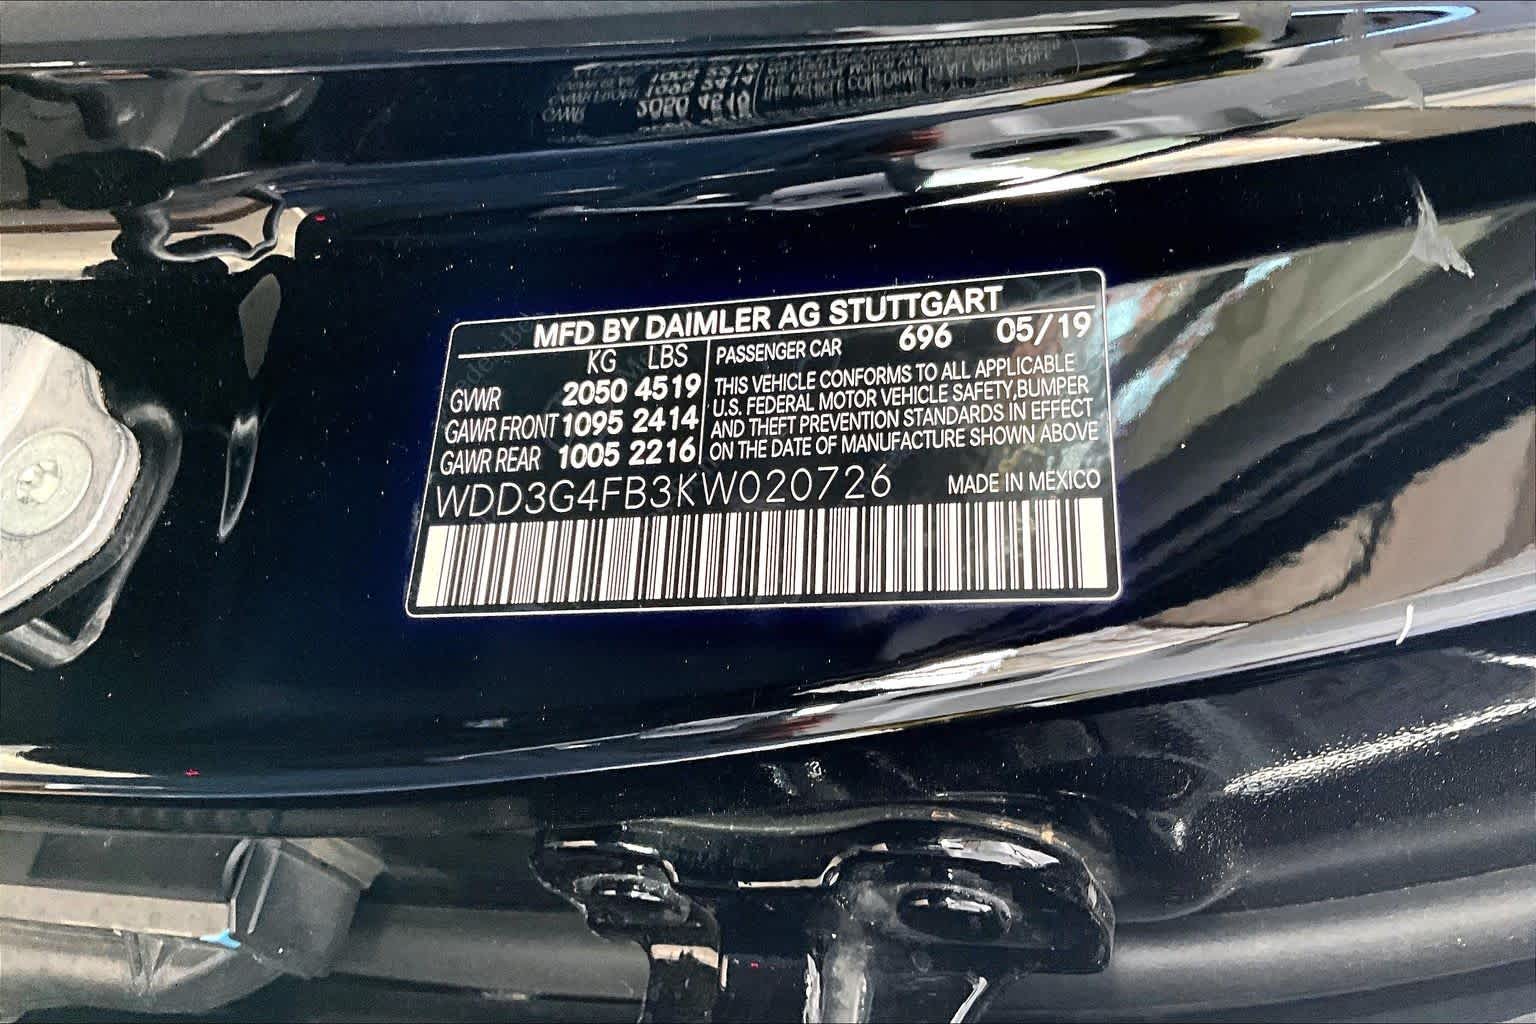 MFD BY DAIMLER AG STUTTGART
KG LBS
GVWR 2050 4519
GAWR FRONT 1095 2414
GAWR REAR 1005 2216
PASSENGER CAR 696 05/19
THIS VEHICLE CONFORMS TO ALL APPLICABLE
U.S. FEDERAL MOTOR VEHICLE SAFETY,BUMPER
AND THEFT PREVENTION STANDARDS IN EFFECT
ON THE DATE OF MANUFACTURE SHOWN ABOVE
WDD3G4FB3KW020726 MADE IN MEXICO